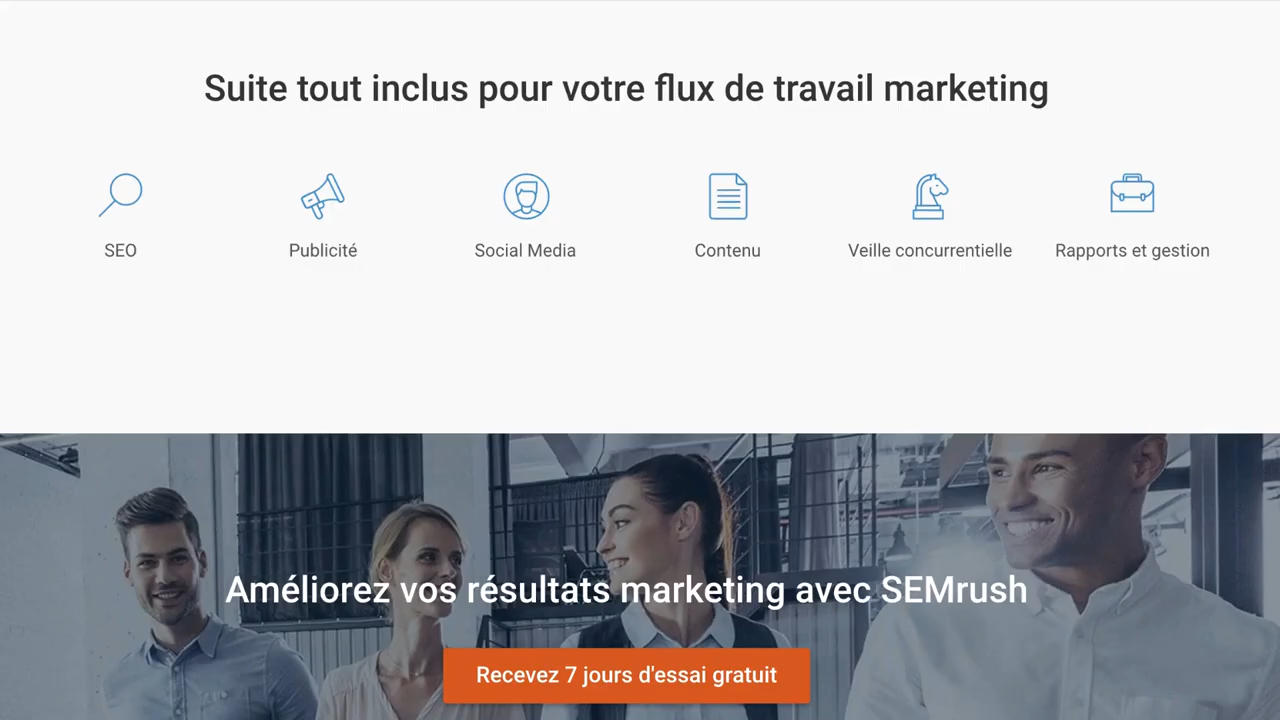 Suite tout inclus pour votre flux de travail marketing
SEO
Publicité
Social Media
Contenu
Veille concurrentielle
Rapports et gestion
Améliorez vos résultats marketing avec SEMrush
Recevez 7 jours d'essai gratuit